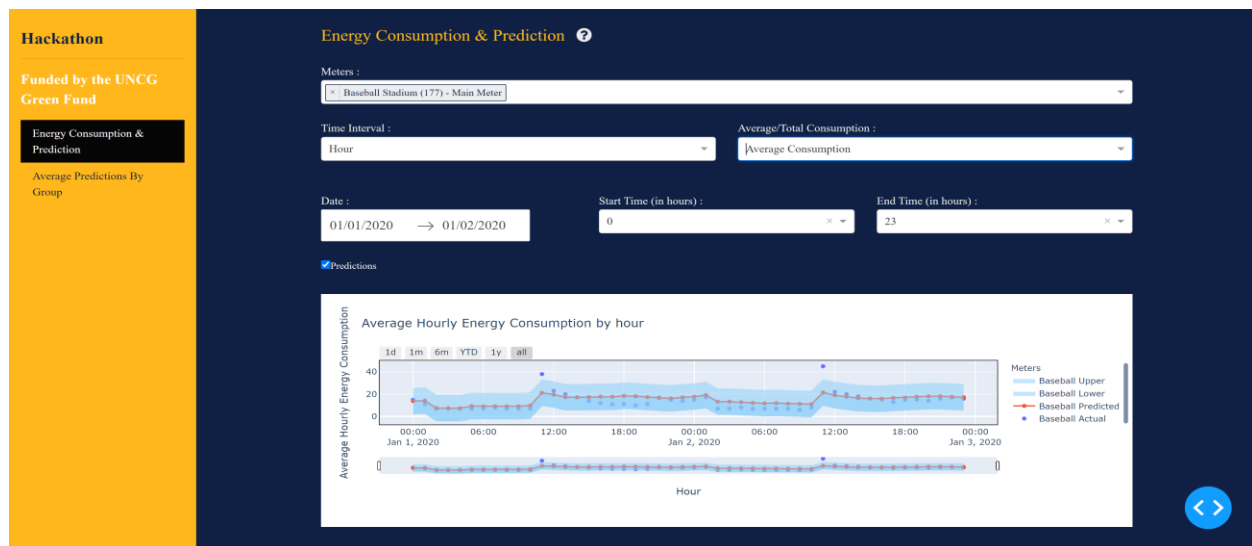 Hackathon
Funded by the UNCG
Green Fund
Energy Consumption &
Prediction
Average Predictions By
Group
Energy Consumption & Prediction ?
Meters :
× Baseball Stadium (177) - Main Meter
Time Interval :
Average/Total Consumption :
Hour
Average Consumption
Date :
Start Time (in hours) :
End Time (in hours) :
01/01/2020 → 01/02/2020
0 ×
23 ×
Predictions
Average Hourly Energy Consumption by hour
1d 1m 6m YTD 1y all
Average Hourly Energy Consumption
40
20
0
00:00 06:00 12:00 18:00 00:00 06:00 12:00 18:00 00:00
Jan 1, 2020 Jan 2, 2020 Jan 3, 2020
Hour
Meters
Baseball Upper
Baseball Lower
Baseball Predicted
Baseball Actual